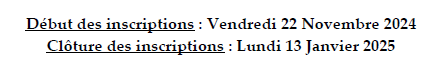 Début des inscriptions : Vendredi 22 Novembre 2024
Clôture des inscriptions : Lundi 13 Janvier 2025